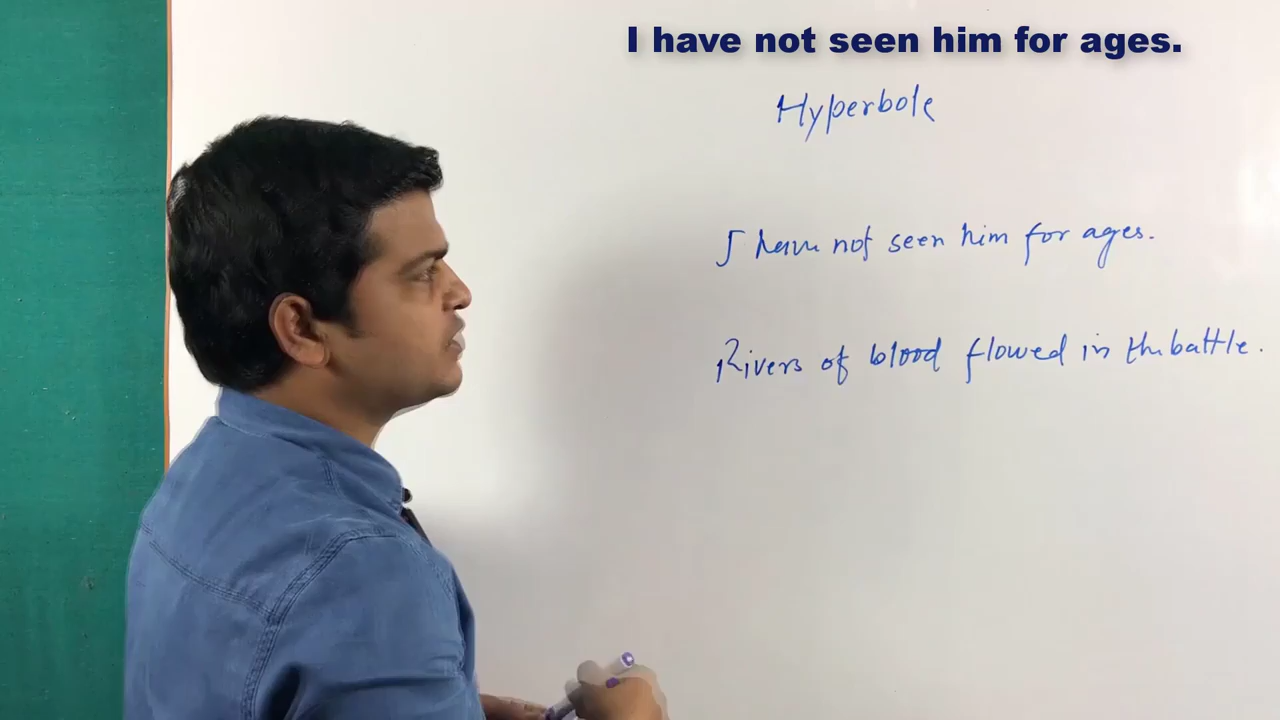 I have not seen him for ages.
Hyperbole
I have not seen him for ages.
Rivers of blood flowed in the battle.